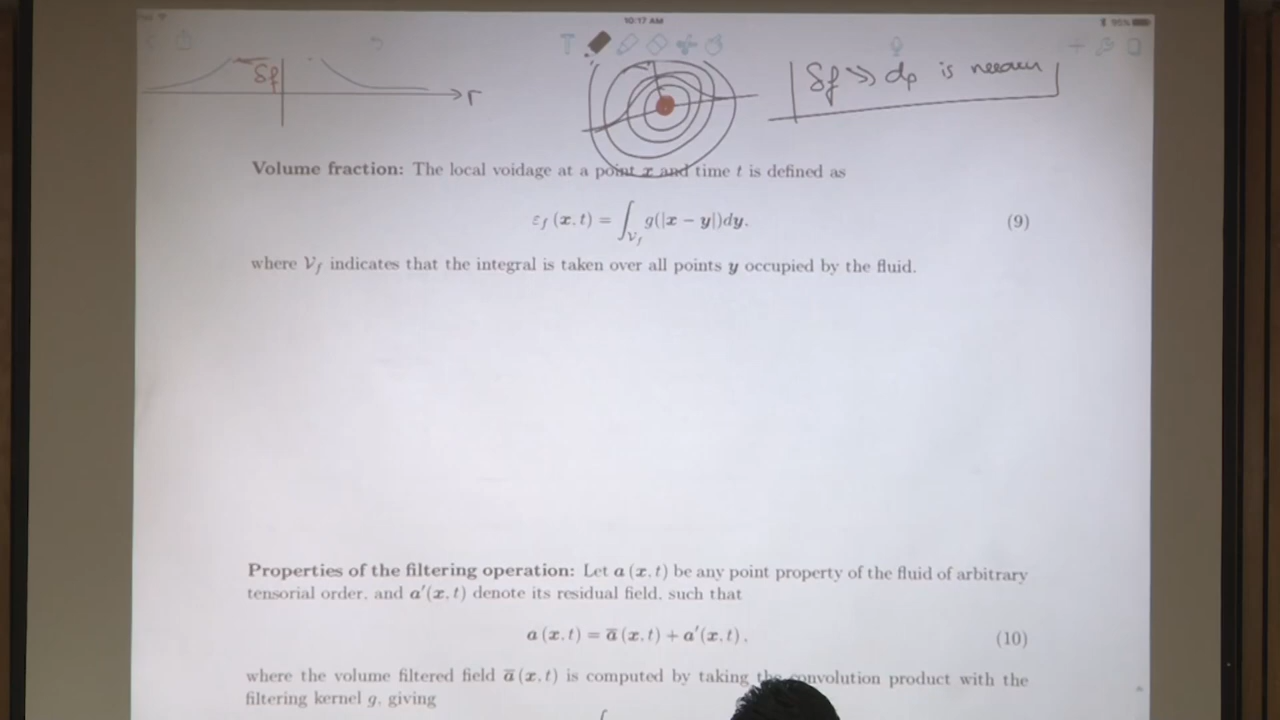 10:17 AM
95%
T
δf
r
δf >> dp is
Volume fraction: The local voidage at a point x and time t is defined as
εf (x, t) = ∫Vf g(|x − y|)dy. (9)
where Vf indicates that the integral is taken over all points y occupied by the fluid.
Properties of the filtering operation: Let a (x, t) be any point property of the fluid of arbitrary
tensorial order, and a′(x, t) denote its residual field, such that
a (x, t) = a̅ (x, t) + a′(x, t), (10)
where the volume filtered field a̅ (x, t) is computed by taking the convolution product with the
filtering kernel g, giving